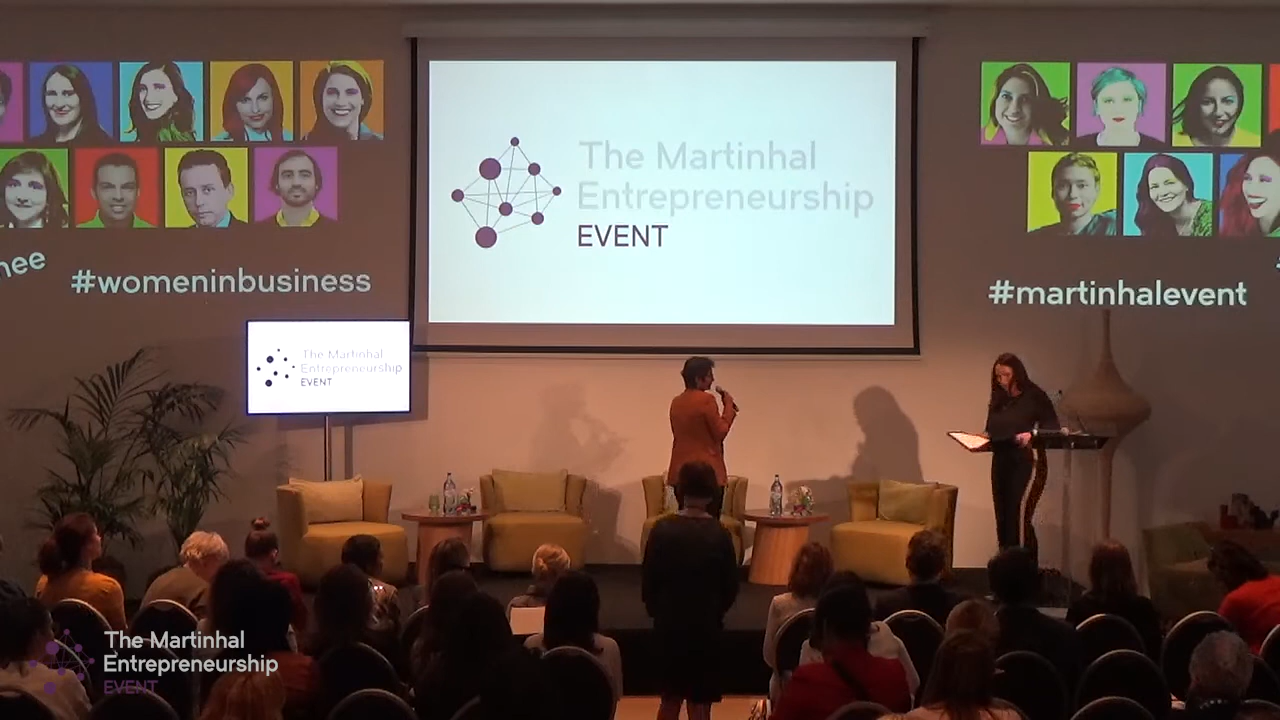 The Martinhal
Entrepreneurship
EVENT
#womeninbusiness
#martinhalevent
The Martinhal
Entrepreneurship
EVENT
The Martinhal
Entrepreneurship
EVENT